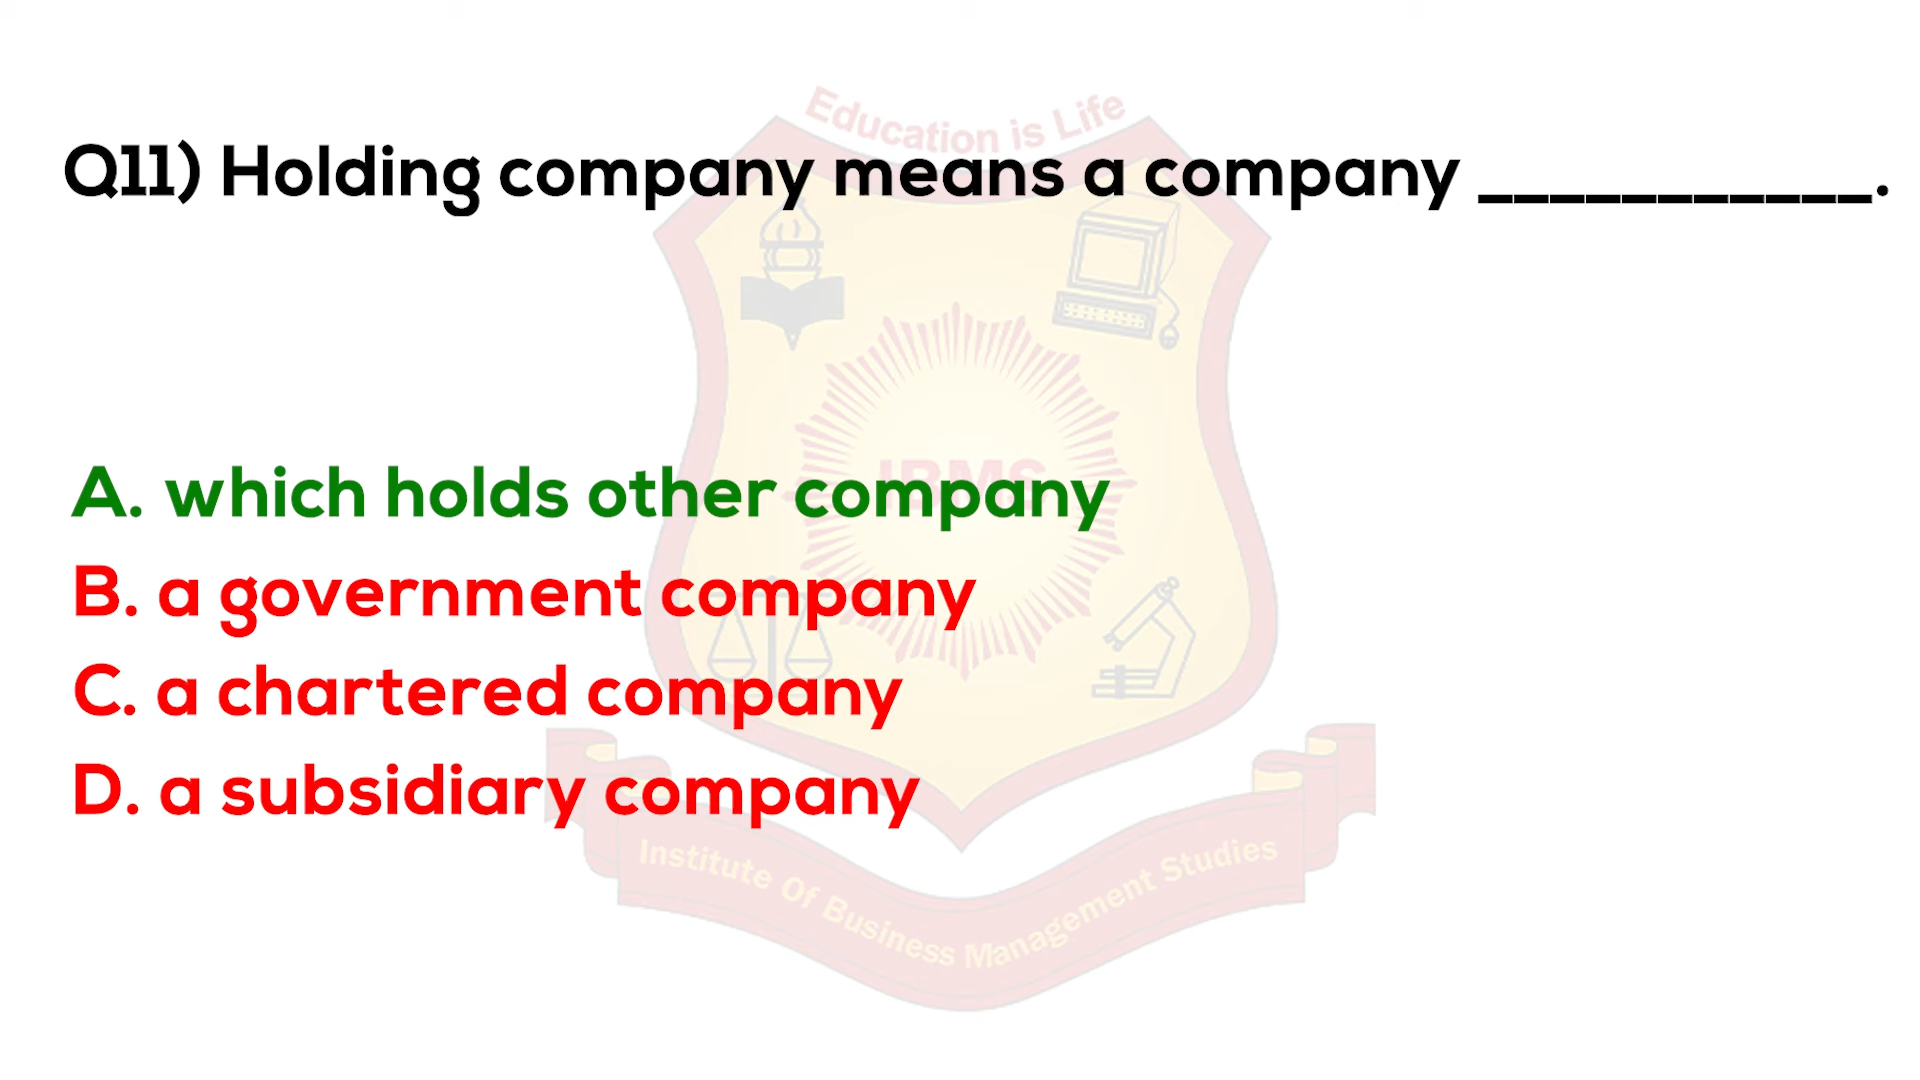 Education is Life
Q11) Holding company means a company ___________.
IBMS
A. which holds other company
B. a government company
C. a chartered company
D. a subsidiary company
Institute Of Business Management Studies